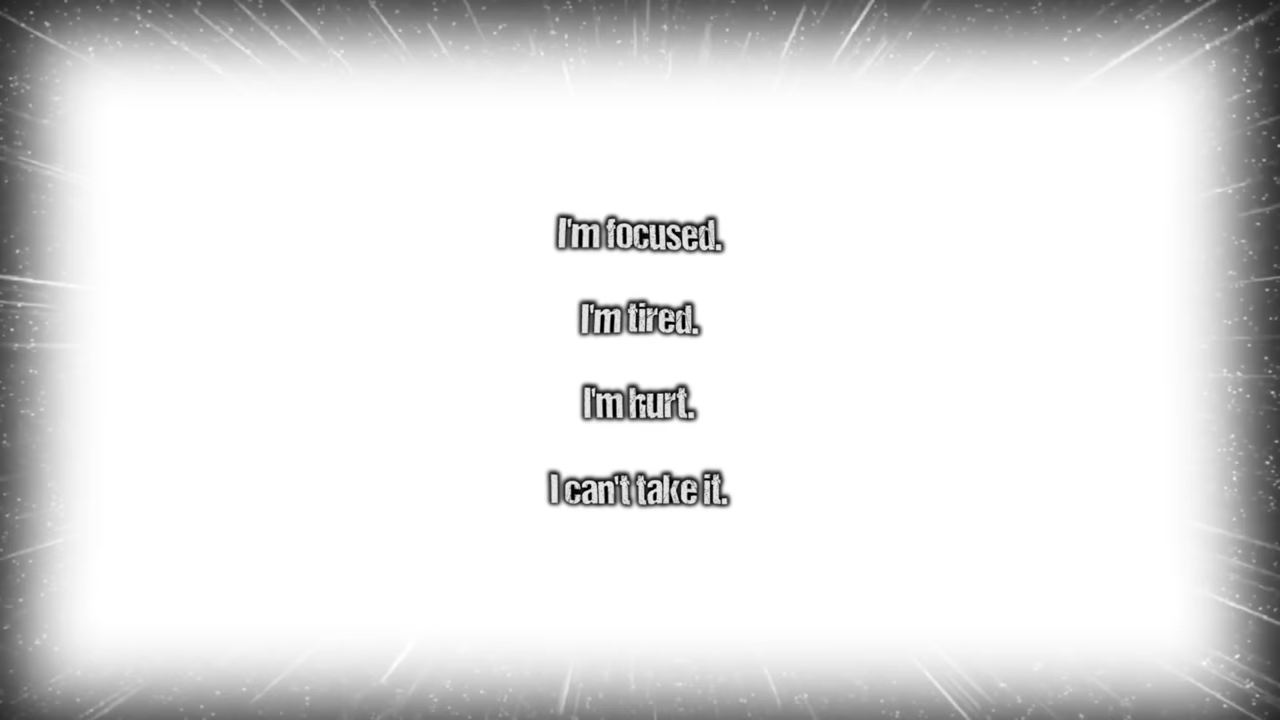 I'm focused.
I'm tired.
I'm hurt.
I can't take it.